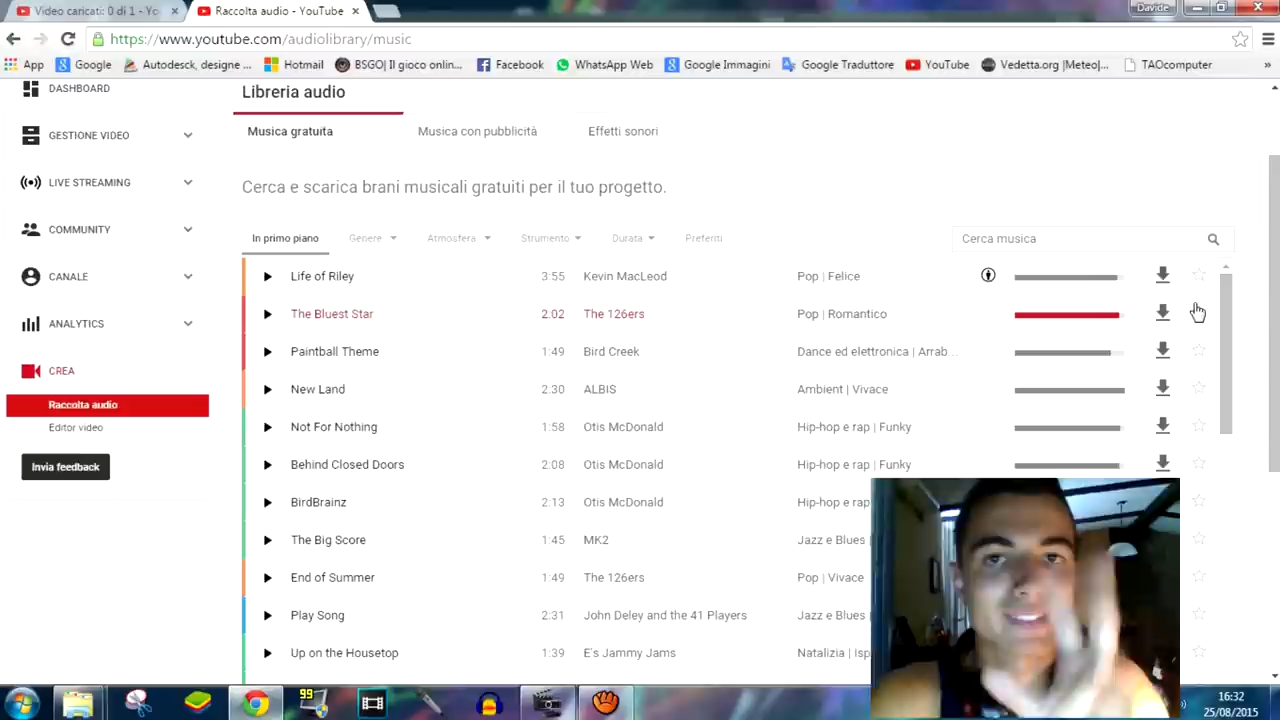 Video caricati: 0 di 1 - Yo
Raccolta audio - YouTube
Davide
https://www.youtube.com/audiolibrary/music
App
Google
Autodesck, designe ...
Hotmail
BSGO| Il gioco onlin...
Facebook
WhatsApp Web
Google Immagini
Google Traduttore
YouTube
Vedetta.org |Meteo|...
TAOcomputer
DASHBOARD
GESTIONE VIDEO
LIVE STREAMING
COMMUNITY
CANALE
ANALYTICS
CREA
Raccolta audio
Editor video
Invia feedback
Libreria audio
Musica gratuita Musica con pubblicità Effetti sonori
Cerca e scarica brani musicali gratuiti per il tuo progetto.
In primo piano Genere Atmosfera Strumento Durata Preferiti Cerca musica
Life of Riley 3:55 Kevin MacLeod Pop | Felice
The Bluest Star 2.02 The 126ers Pop | Romantico
Paintball Theme 1:49 Bird Creek Dance ed elettronica | Arrab...
New Land 2:30 ALBIS Ambient | Vivace
Not For Nothing 1:58 Otis McDonald Hip-hop e rap | Funky
Behind Closed Doors 2:08 Otis McDonald Hip-hop e rap | Funky
BirdBrainz 2:13 Otis McDonald Hip-hop e rap
The Big Score 1:45 MK2 Jazz e Blues |
End of Summer 1:49 The 126ers Pop | Vivace
Play Song 2:31 John Deley and the 41 Players Jazz e Blues |
Up on the Housetop 1:39 E's Jammy Jams Natalizia | Isp
99
16:32
25/08/2015